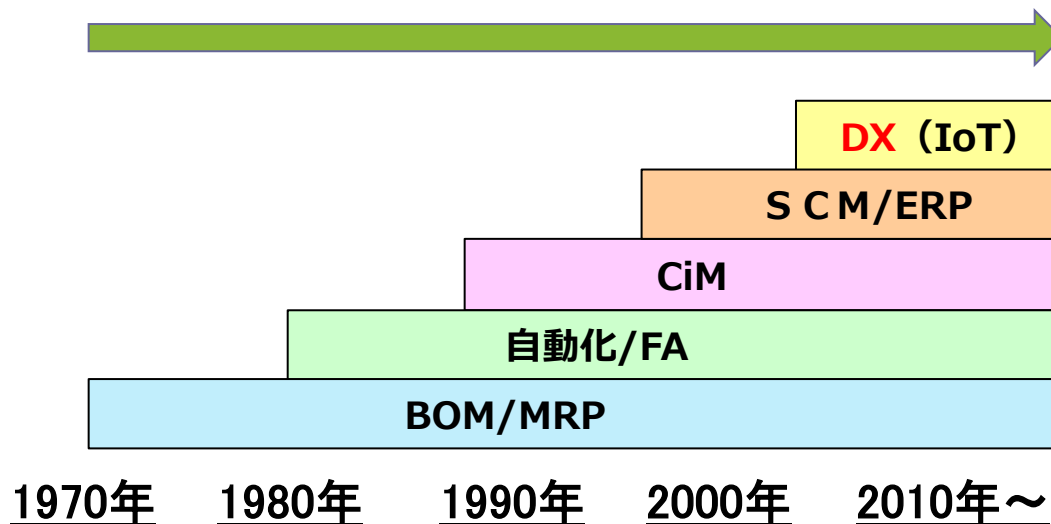 DX（IoT）
ＳＣＭ/ERP
CiM
自動化/FA
BOM/MRP
1970年 1980年 1990年 2000年 2010年～